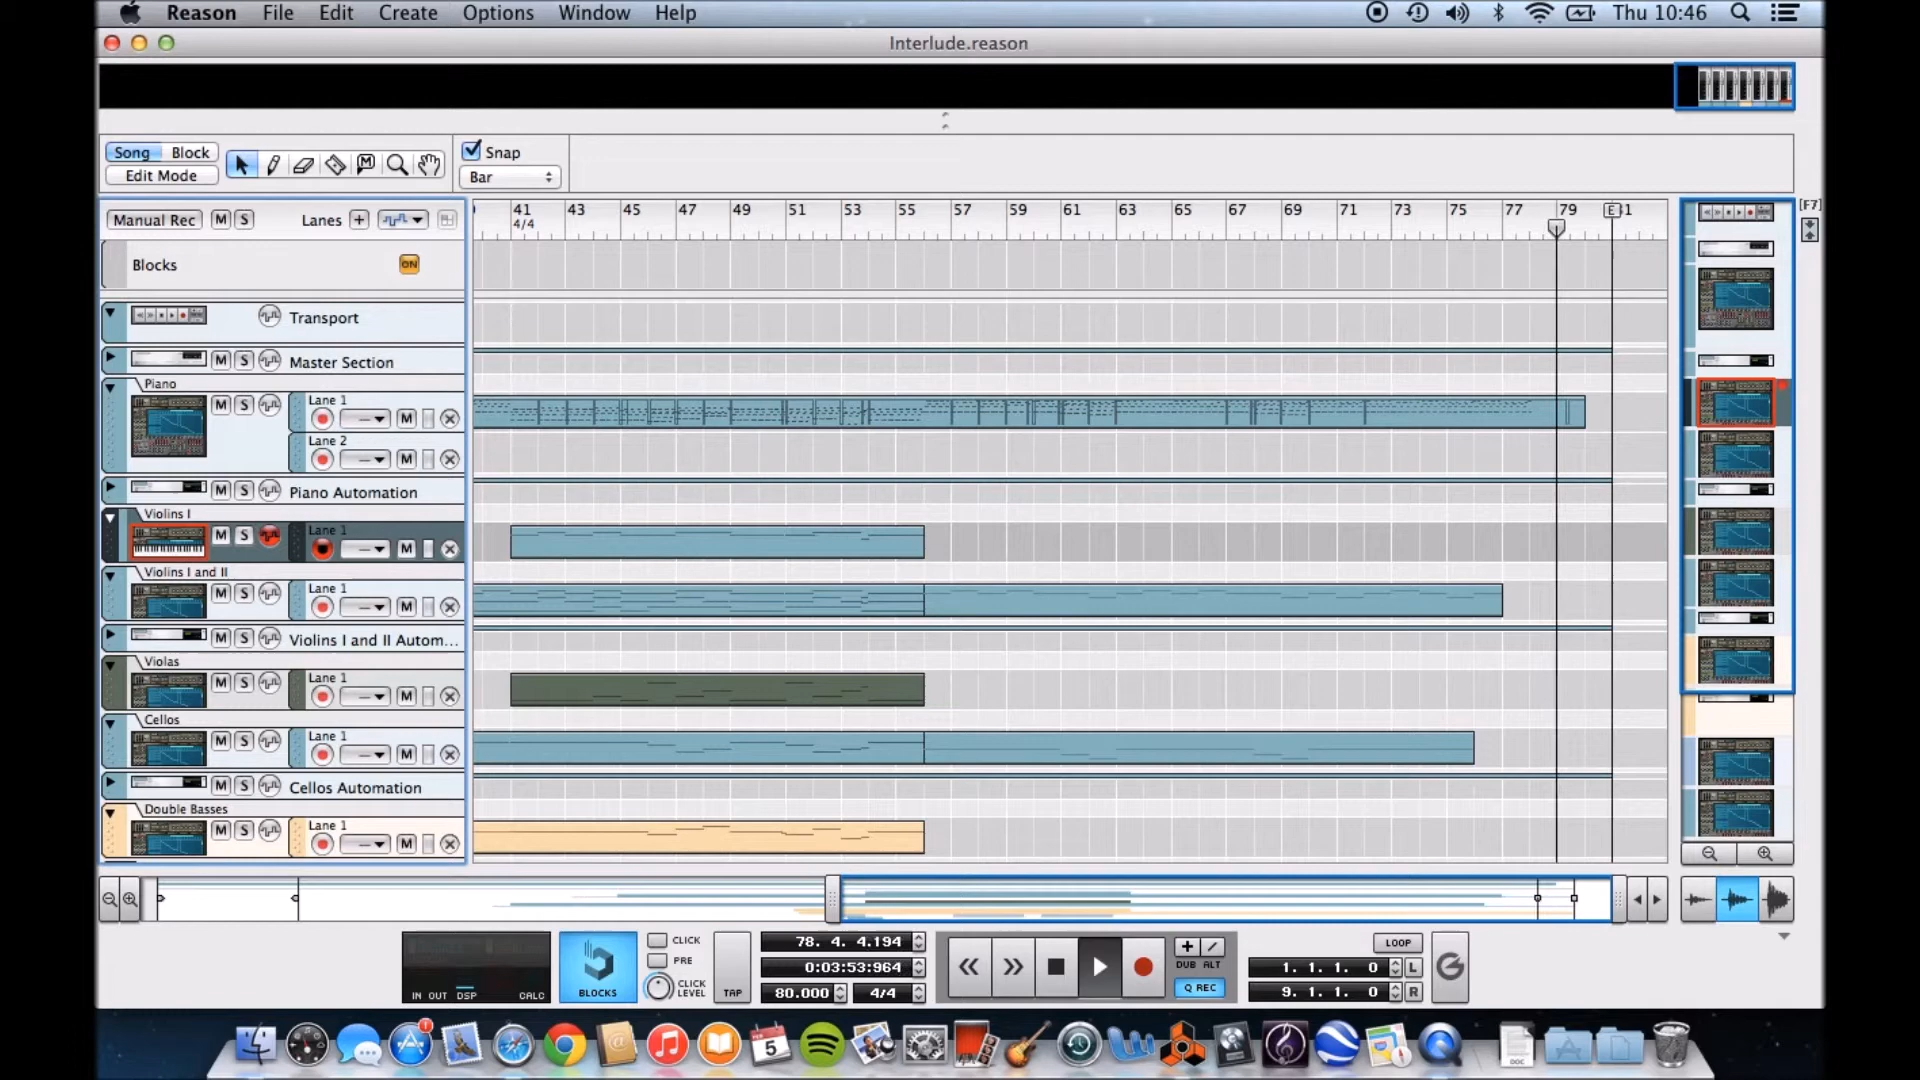 Reason File Edit Create Options Window Help Thu 10:46
Interlude.reason
Song Block
Edit Mode
Snap
Bar
Manual Rec M S Lanes +
41 43 45 47 49 51 53 55 57 59 61 63 65 67 69 71 73 75 77 79 E 81
4/4
[F7]
Blocks ON
Transport
M S Master Section
Piano
M S Lane 1
M
Lane 2
M
M S Piano Automation
Violins I
M S Lane 1
M
Violins I and II
M S Lane 1
M
M S Violins I and II Autom...
Violas
M S Lane 1
M
Cellos
M S Lane 1
M
M S Cellos Automation
Double Basses
M S Lane 1
M
IN OUT DSP CALC
BLOCKS
CLICK
PRE
CLICK LEVEL
TAP
78. 4. 4.194
0:03:53:964
80.000 4/4
DUB ALT
Q REC
LOOP
1. 1. 1. 0 L
9. 1. 1. 0 R
1
5
DOC